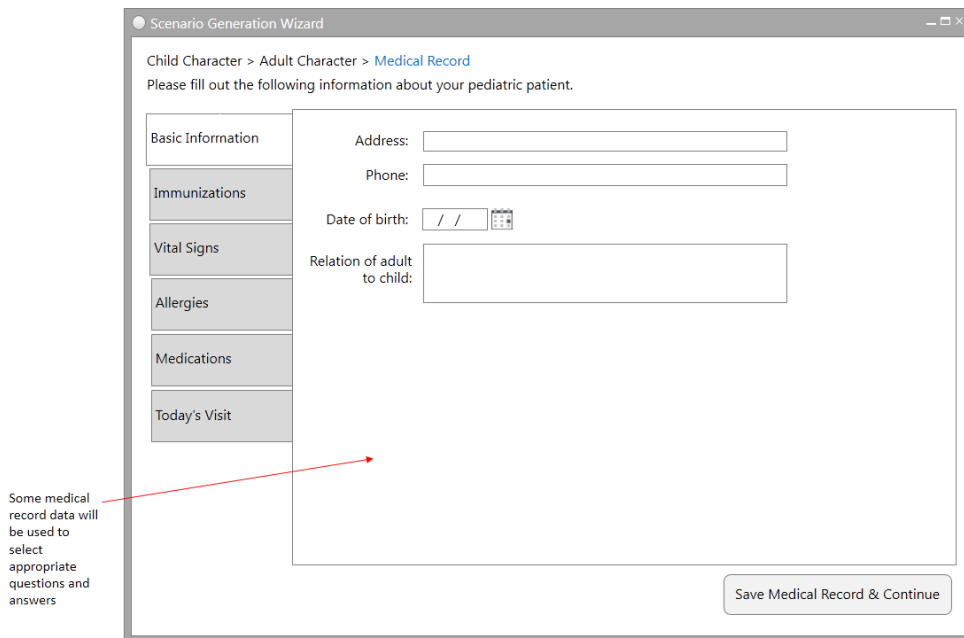 Scenario Generation Wizard
Child Character > Adult Character > Medical Record
Please fill out the following information about your pediatric patient.
Basic Information
Immunizations
Vital Signs
Allergies
Medications
Today's Visit
Address:
Phone:
Date of birth:
/ /
Relation of adult
to child:
Some medical
record data will
be used to
select
appropriate
questions and
answers
Save Medical Record & Continue